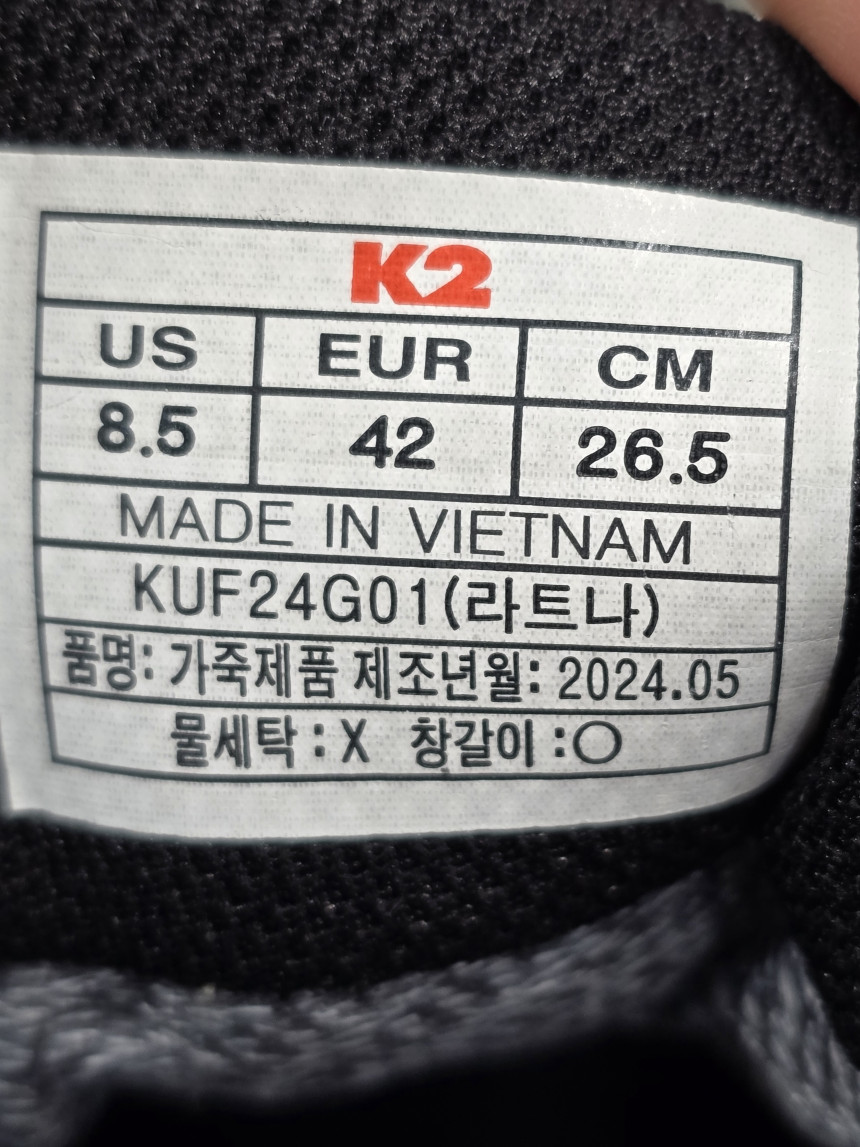 K2
US EUR CM
8.5 42 26.5
MADE IN VIETNAM
KUF24G01(라트나)
품명: 가죽제품 제조년월: 2024.05
물세탁 : X 창갈이 :○